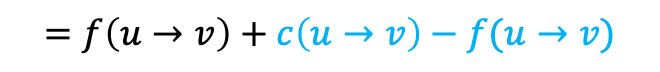 = f(u → v) + c(u → v) − f(u → v)